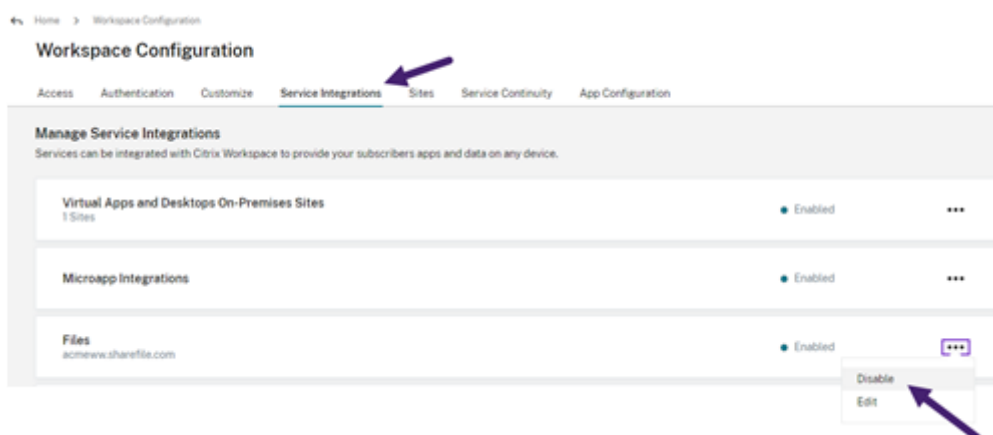 Home > Workspace Configuration
Workspace Configuration
Access Authentication Customize Service Integrations Sites Service Continuity App Configuration
Manage Service Integrations
Services can be integrated with Citrix Workspace to provide your subscribers apps and data on any device.
Virtual Apps and Desktops On-Premises Sites
1 Sites
Enabled
Microapp Integrations
Enabled
Files
acmeww.sharefile.com
Enabled
Disable
Edit